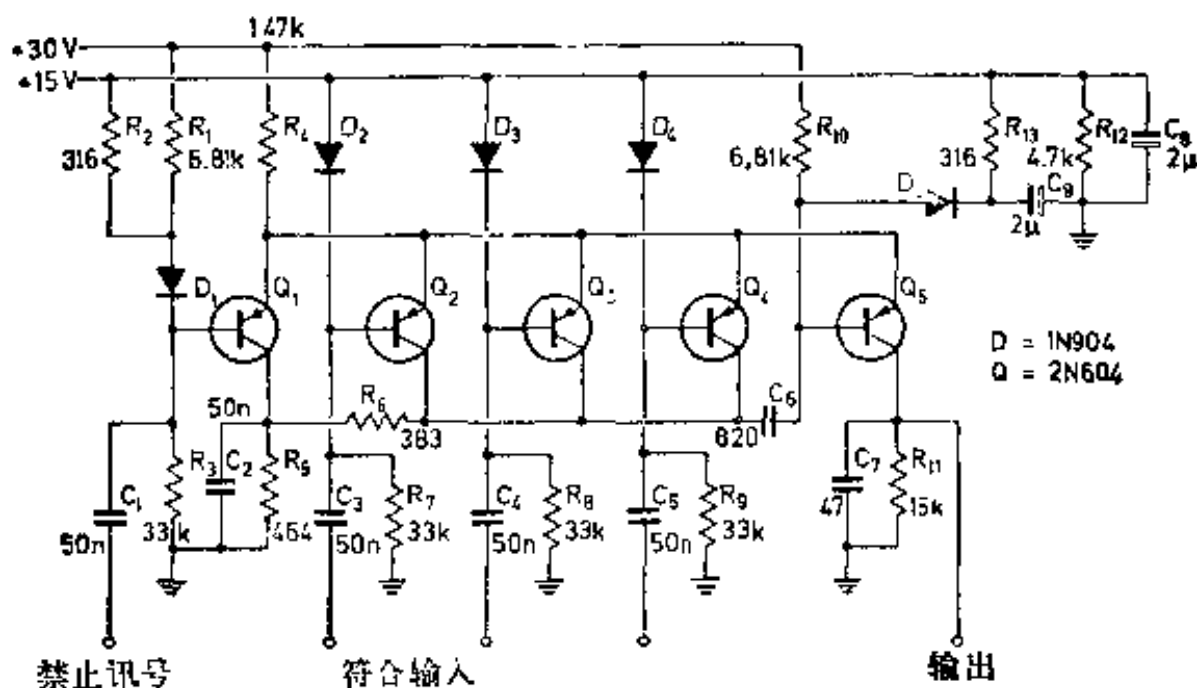 +30V
1.47k
+15V
R2
316
R1
6.81k
R4
D2
D3
D4
R10
6,81k
R13
316
R12
4.7k
C8
2μ
D
C9
2μ
D1
Q1
Q2
Q3
Q4
Q5
D = 1N904
Q = 2N604
50n
R6
383
C6
820
C1
50n
R3
33k
C2
R5
464
C3
50n
R7
33k
C4
50n
R8
33k
C5
50n
R9
33k
C7
47
R11
15k
禁止讯号
符合输入
输出